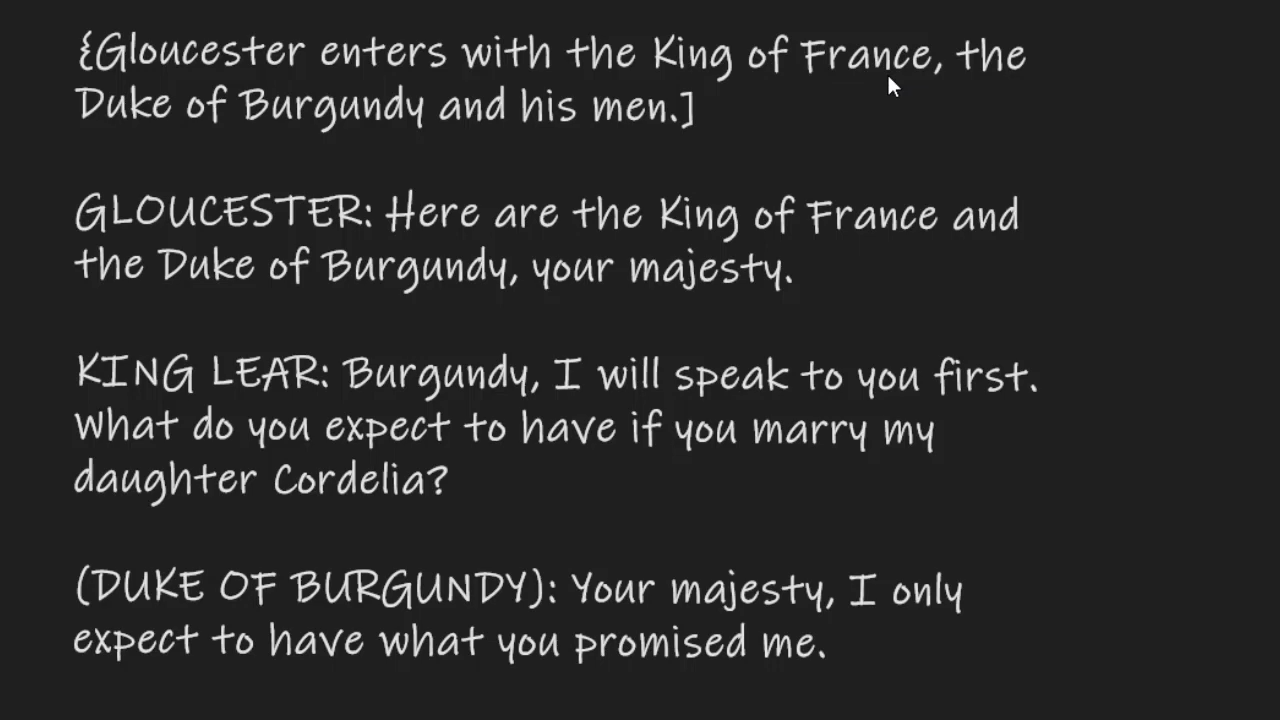 {Gloucester enters with the King of France, the
Duke of Burgundy and his men.]
GLOUCESTER: Here are the King of France and
the Duke of Burgundy, your majesty.
KING LEAR: Burgundy, I will speak to you first.
What do you expect to have if you marry my
daughter Cordelia?
(DUKE OF BURGUNDY): Your majesty, I only
expect to have what you promised me.